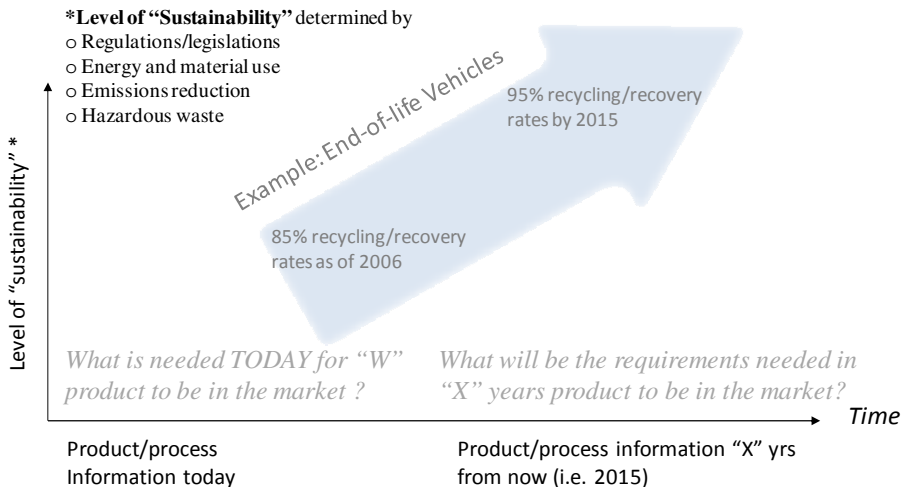 *Level of “Sustainability” determined by
o Regulations/legislations
o Energy and material use
o Emissions reduction
o Hazardous waste
Level of “sustainability” *
Example: End-of-life Vehicles
95% recycling/recovery
rates by 2015
85% recycling/recovery
rates as of 2006
What is needed TODAY for “W”
product to be in the market ?
What will be the requirements needed in
“X” years product to be in the market?
Time
Product/process
Information today
Product/process information “X” yrs
from now (i.e. 2015)